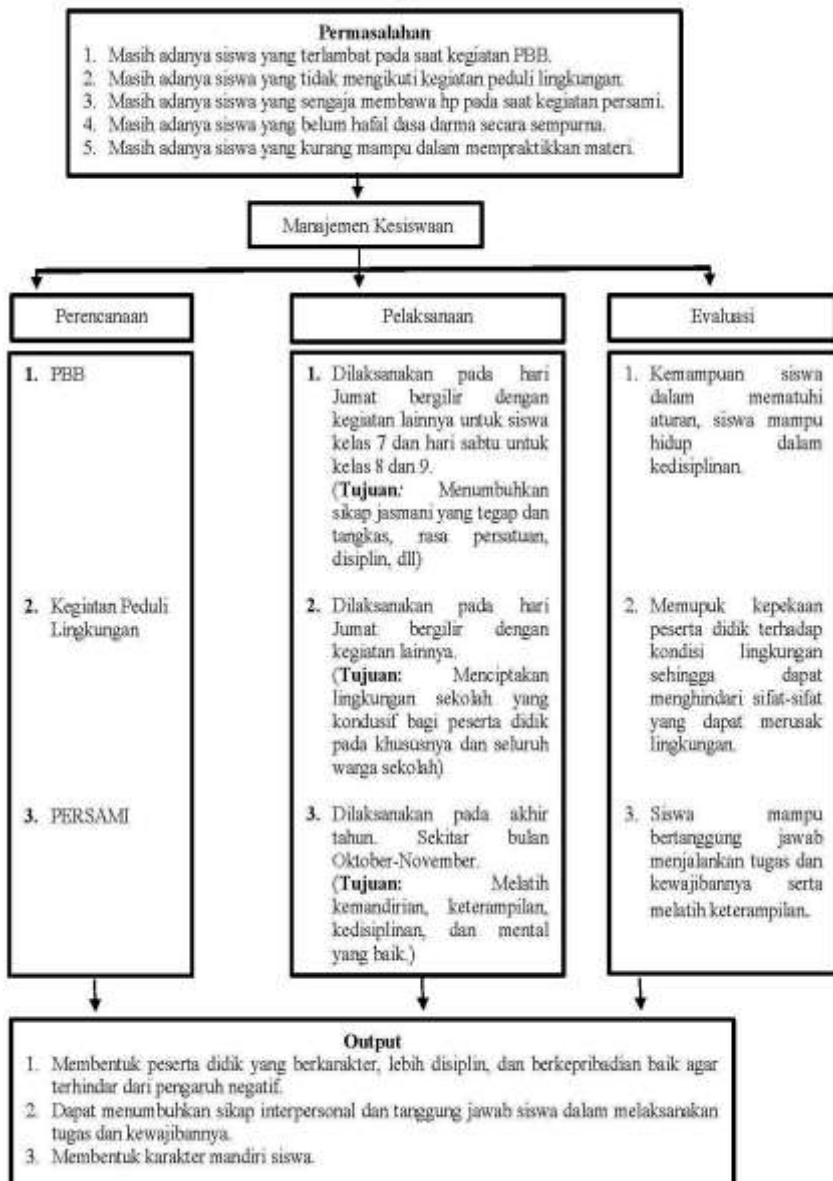 Permasalahan
1. Masih adanya siswa yang terlambat pada saat kegiatan PBB.
2. Masih adanya siswa yang tidak mengikuti kegiatan peduli lingkungan.
3. Masih adanya siswa yang sengaja membawa hp pada saat kegiatan persami.
4. Masih adanya siswa yang belum hafal dasa darma secara sempurna.
5. Masih adanya siswa yang kurang mampu dalam mempraktikkan materi.
Manajemen Kesiswaan
Perencanaan
1. PBB
2. Kegiatan Peduli
Lingkungan
3. PERSAMI
Pelaksanaan
1. Dilaksanakan pada hari
Jumat bergilir dengan
kegiatan lainnya untuk siswa
kelas 7 dan hari sabtu untuk
kelas 8 dan 9.
(Tujuan: Menumbuhkan
sikap jasmani yang tegap dan
tangkas, rasa persatuan,
disiplin, dll)
2. Dilaksanakan pada hari
Jumat bergilir dengan
kegiatan lainnya.
(Tujuan: Menciptakan
lingkungan sekolah yang
kondusif bagi peserta didik
pada khususnya dan seluruh
warga sekolah)
3. Dilaksanakan pada akhir
tahun. Sekitar bulan
Oktober-November.
(Tujuan: Melatih
kemandirian, keterampilan,
kedisiplinan, dan mental
yang baik.)
Evaluasi
1. Kemampuan siswa
dalam mematuhi
aturan, siswa mampu
hidup dalam
kedisiplinan.
2. Memupuk kepekaan
peserta didik terhadap
kondisi lingkungan
sehingga dapat
menghindari sifat-sifat
yang dapat merusak
lingkungan.
3. Siswa mampu
bertanggung jawab
menjalankan tugas dan
kewajibannya serta
melatih keterampilan.
Output
1. Membentuk peserta didik yang berkarakter, lebih disiplin, dan berkepribadian baik agar
terhindar dari pengaruh negatif.
2. Dapat menumbuhkan sikap interpersonal dan tanggung jawab siswa dalam melaksanakan
tugas dan kewajibannya.
3. Membentuk karakter mandiri siswa.